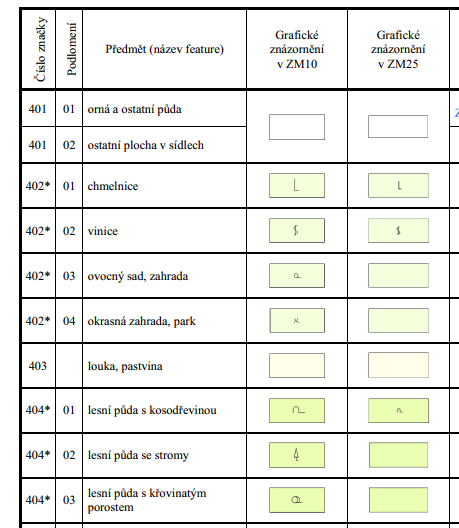 Číslo značky
Podlomení
Předmět (název feature)
Grafické
znázornění
v ZM10
Grafické
znázornění
v ZM25
401 01 orná a ostatní půda
401 02 ostatní plocha v sídlech
402* 01 chmelnice
402* 02 vinice
402* 03 ovocný sad, zahrada
402* 04 okrasná zahrada, park
403 louka, pastvina
404* 01 lesní půda s kosodřevinou
404* 02 lesní půda se stromy
404* 03 lesní půda s křovinatým
porostem